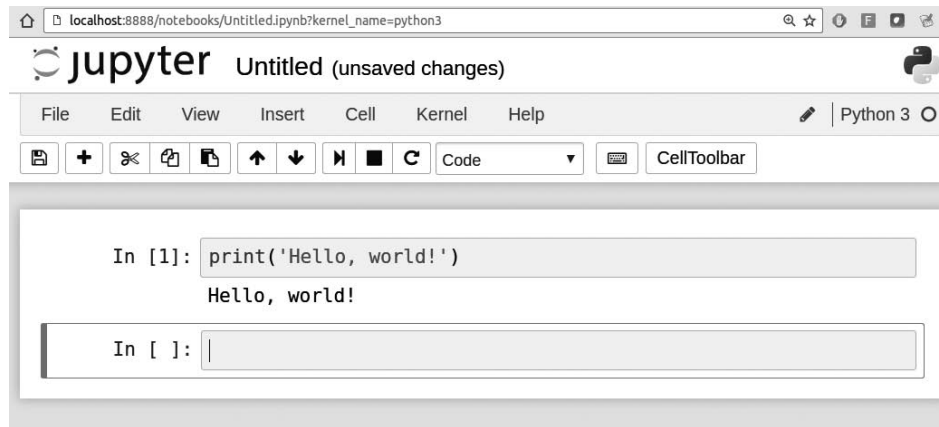 localhost:8888/notebooks/Untitled.ipynb?kernel_name=python3
F
jupyter Untitled (unsaved changes)
File Edit View Insert Cell Kernel Help Python 3
Code CellToolbar
In [1]: print('Hello, world!')
Hello, world!
In [ ]: